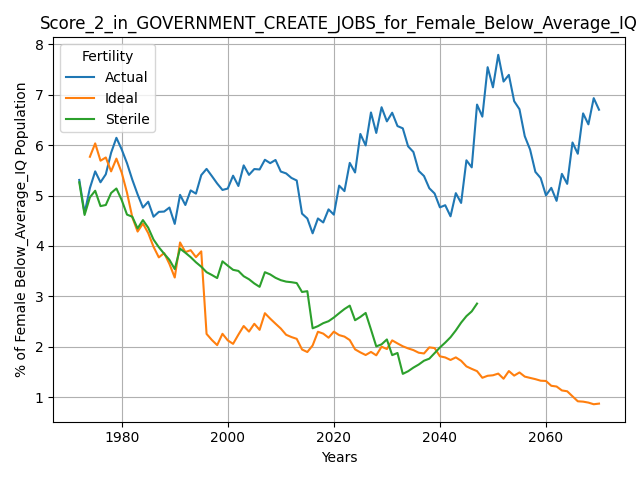 Score_2_in_GOVERNMENT_CREATE_JOBS_for_Female_Below_Average_IQ
% of Female Below_Average_IQ Population
8
7
6
5
4
3
2
1
Fertility
Actual
Ideal
Sterile
1980
2000
2020
2040
2060
Years